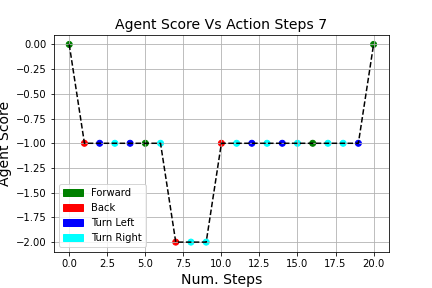 Agent Score Vs Action Steps 7
0.00
−0.25
−0.50
−0.75
−1.00
−1.25
−1.50
−1.75
−2.00
Agent Score
Forward
Back
Turn Left
Turn Right
0.0 2.5 5.0 7.5 10.0 12.5 15.0 17.5 20.0
Num. Steps